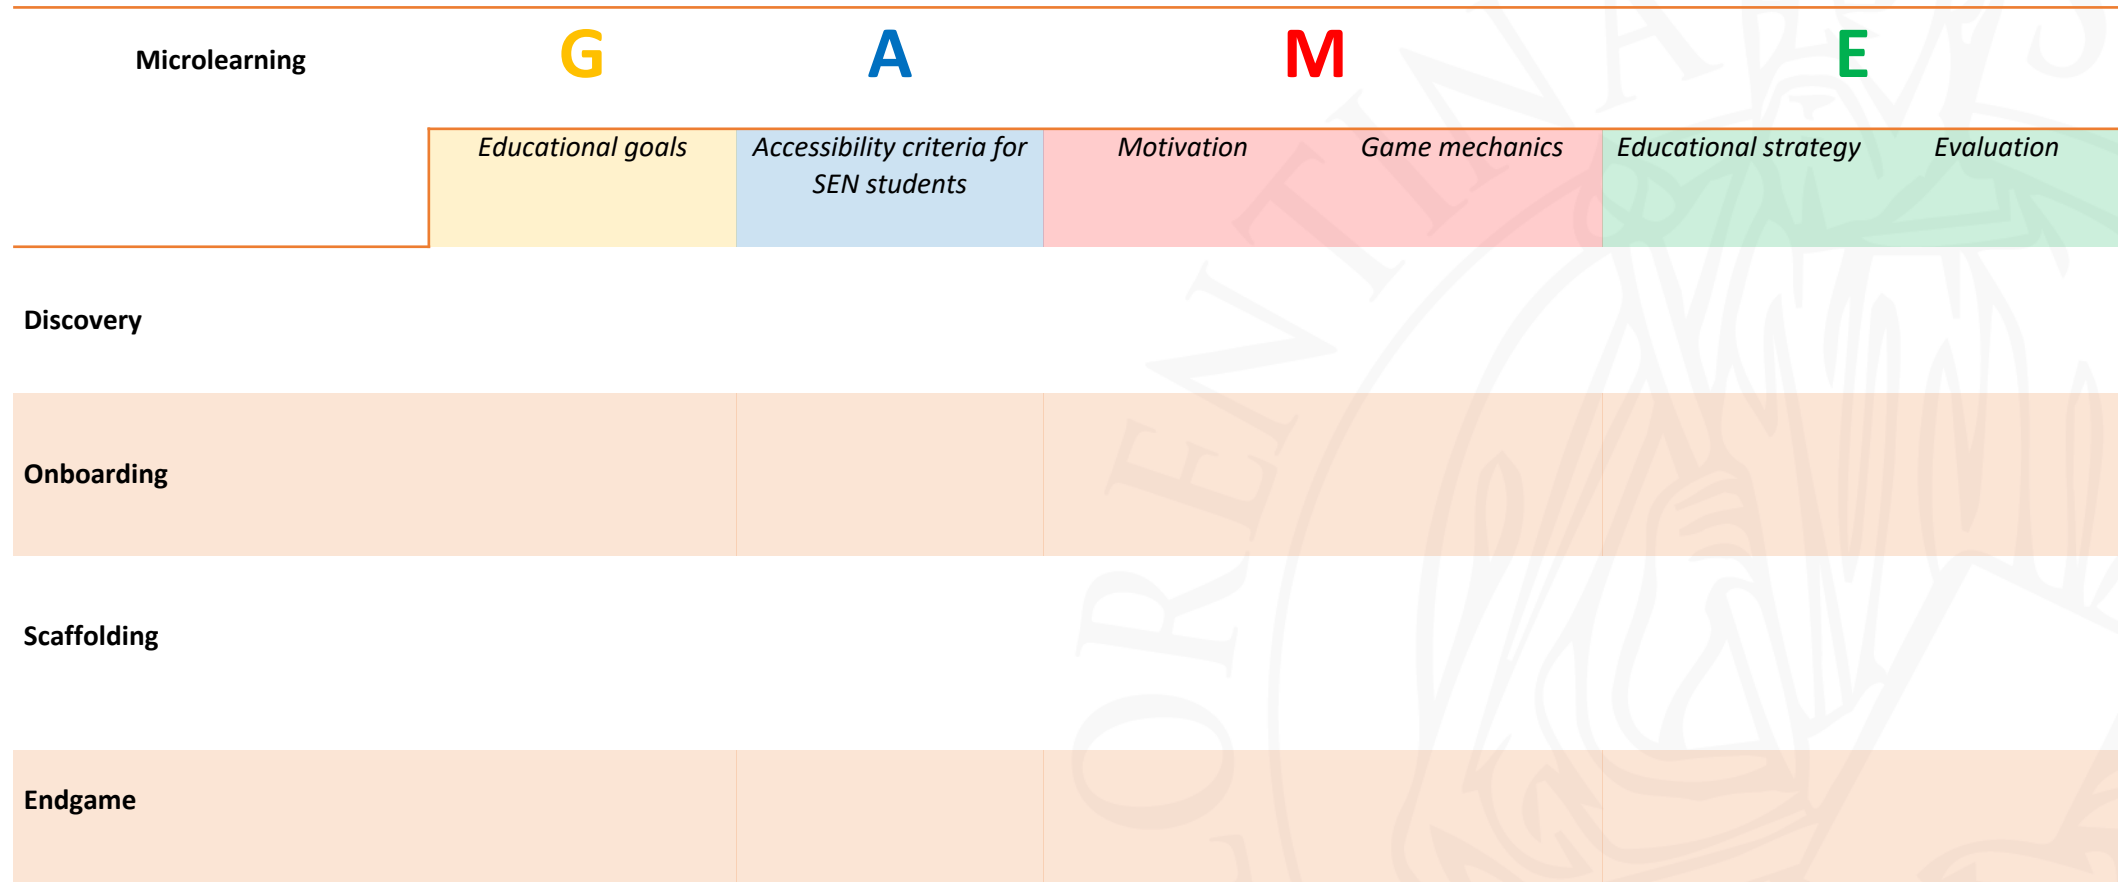 Microlearning G A M E
Educational goals Accessibility criteria for Motivation Game mechanics Educational strategy Evaluation
SEN students
Discovery
Onboarding
Scaffolding
Endgame